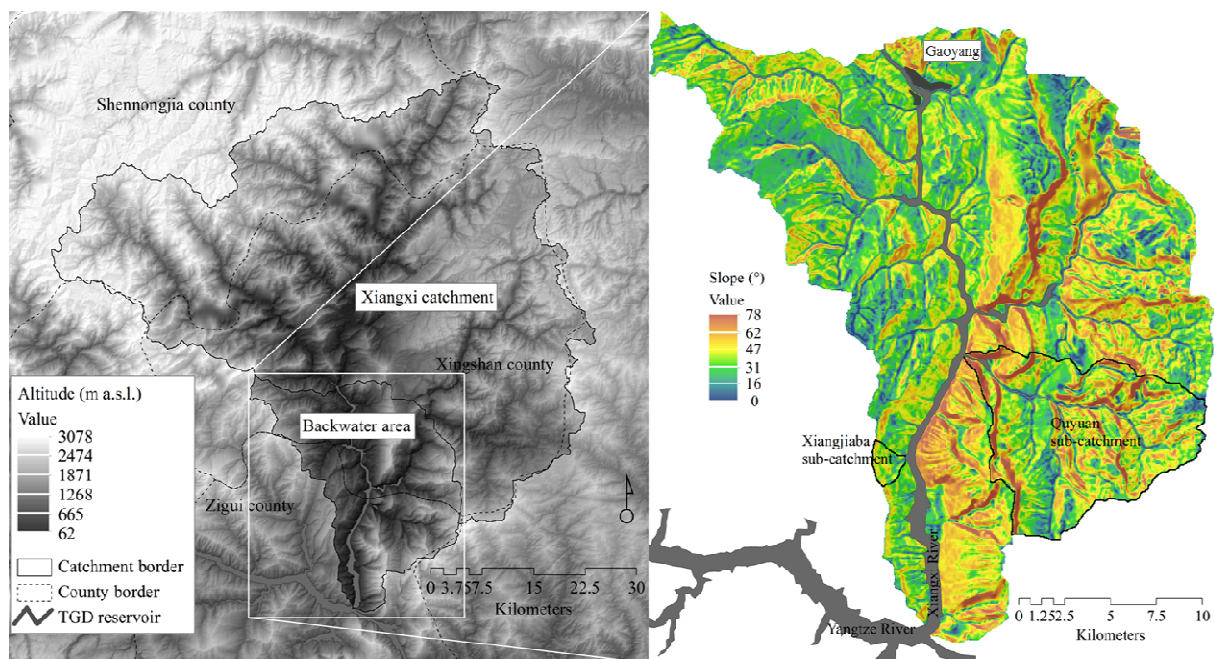 Shennongjia county
Xiangxi catchment
Xingshan county
Backwater area
Zigui county
Altitude (m a.s.l.)
Value
3078
2474
1871
1268
665
62
Catchment border
County border
TGD reservoir
0 3.757.5 15 22.5 30
Kilometers
Gaoyang
Slope (°)
Value
78
62
47
31
16
0
Xiangjiaba
sub-catchment
Quyuan
sub-catchment
Xiangx River
Yangtze River
0 1.252.5 5 7.5 10
Kilometers